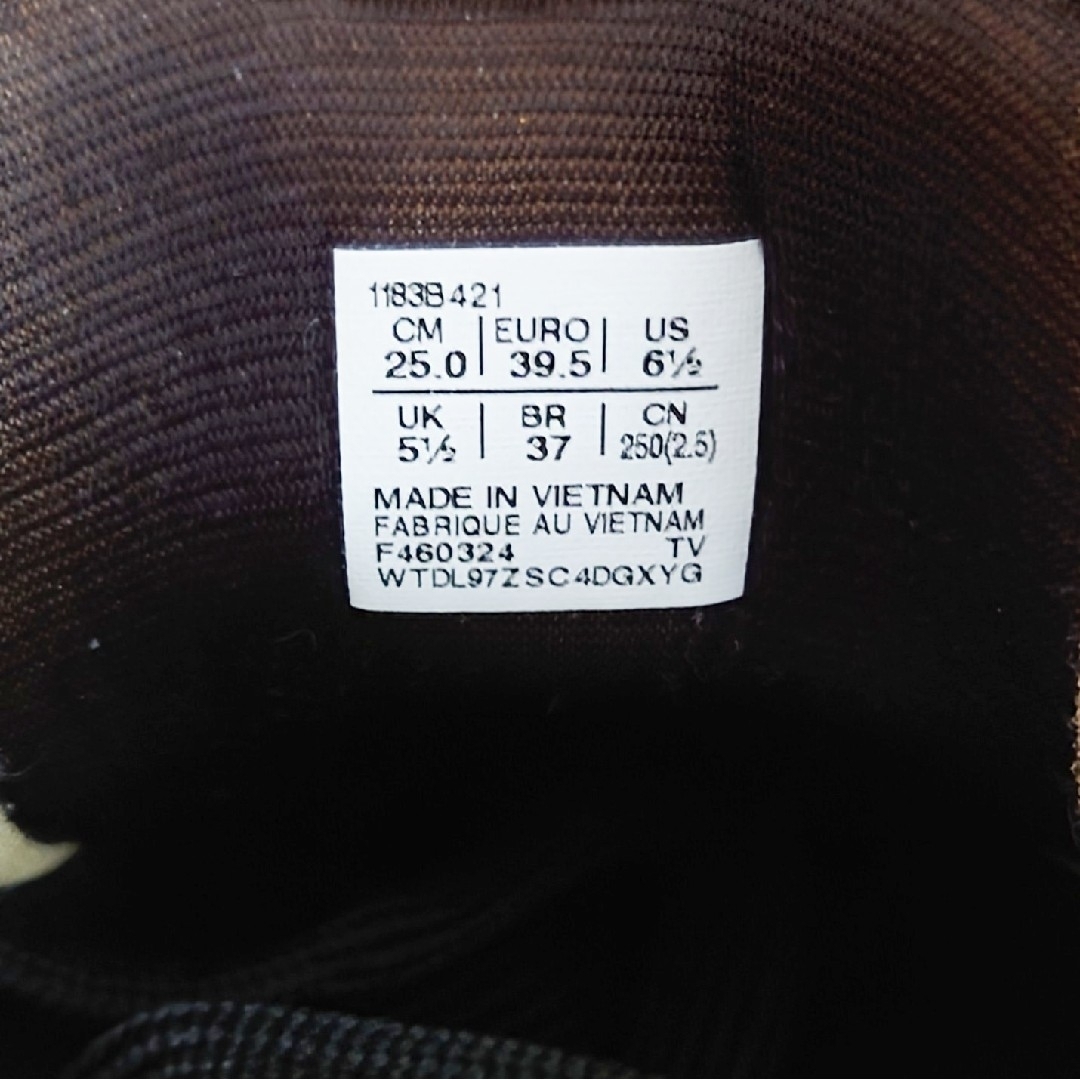 1183B421
CM | EURO | US
25.0 | 39.5 | 6½
UK | BR | CN
5½ | 37 | 250(2.5)
MADE IN VIETNAM
FABRIQUE AU VIETNAM
F460324 TV
WTDL97ZSC4DGXYG